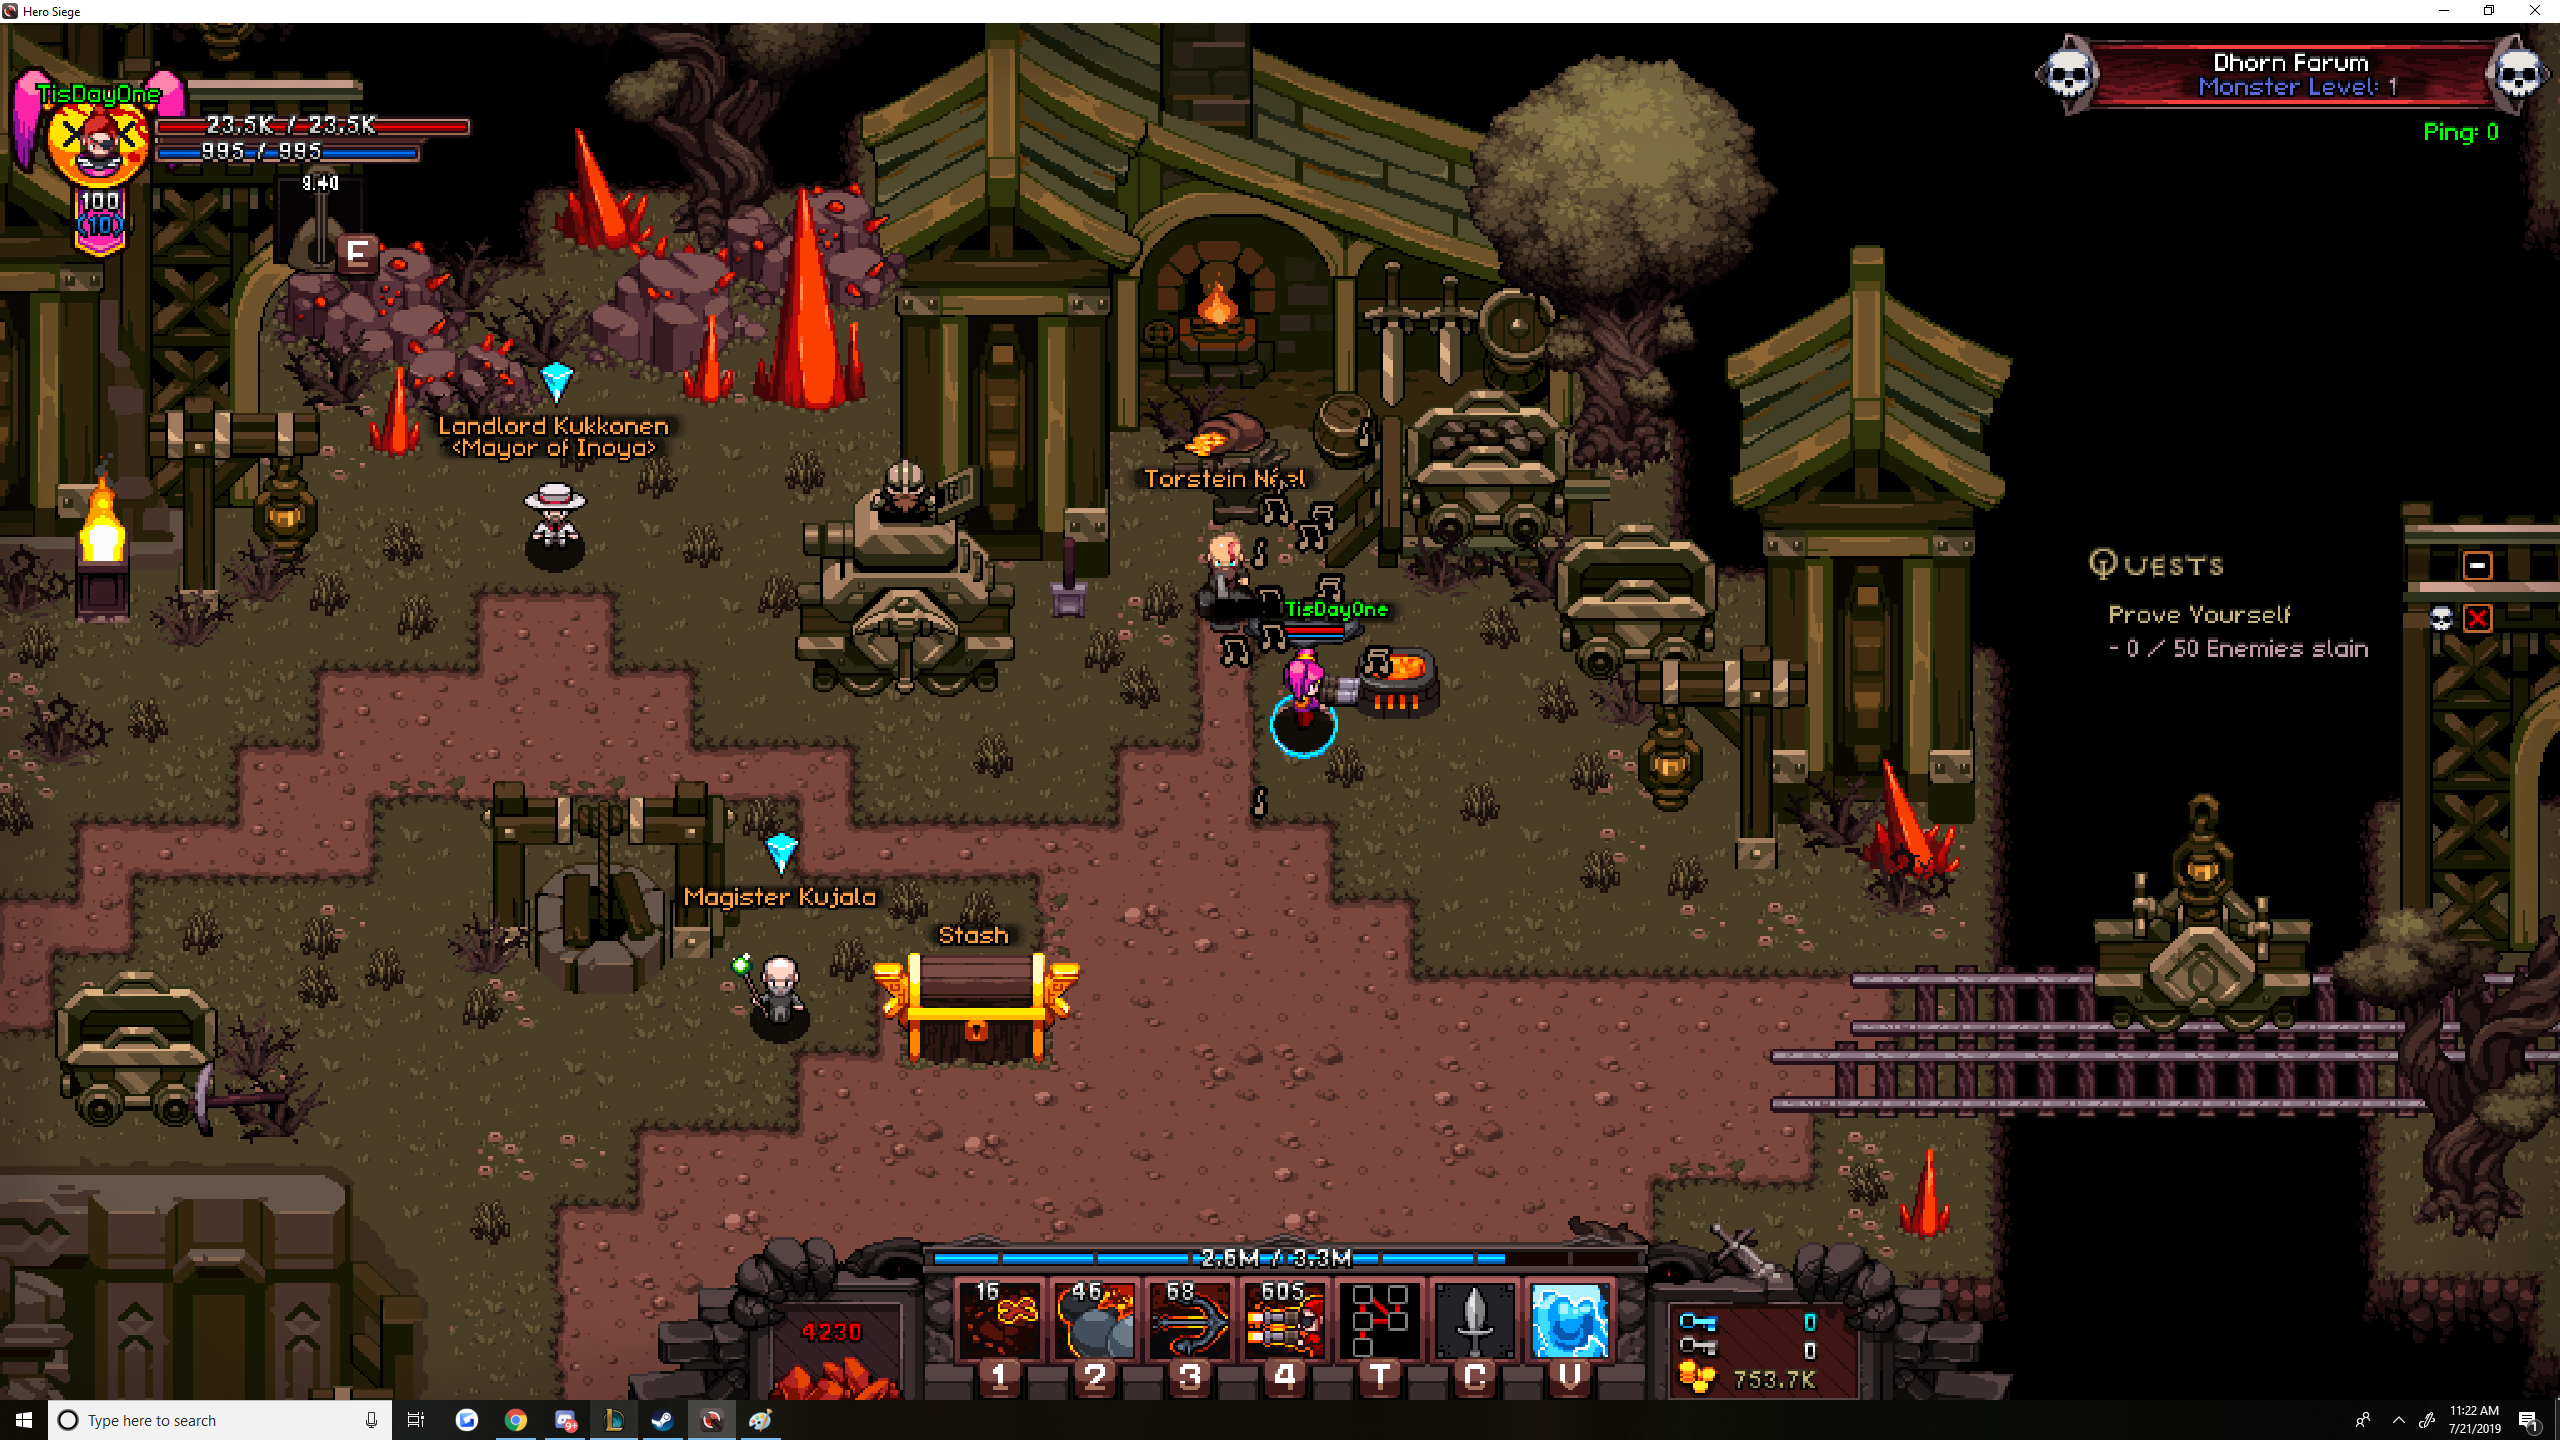 Hero Siege
Dhorn Farum
Monster Level: 1
Ping: 0
TisDayOne
23,5K / 23,5K
995 / 995
100
(10)
9.40
E
Landlord Kukkonen
<Mayor of Inoya>
Torstein Néel
TisDayOne
Quests
Prove Yourself
- 0 / 50 Enemies slain
Magister Kujala
Stash
2,6M / 3,3M
16
46
68
605
4230
0
0
753.7K
1
2
3
4
T
C
V
Type here to search
9+
11:22 AM
7/21/2019
1